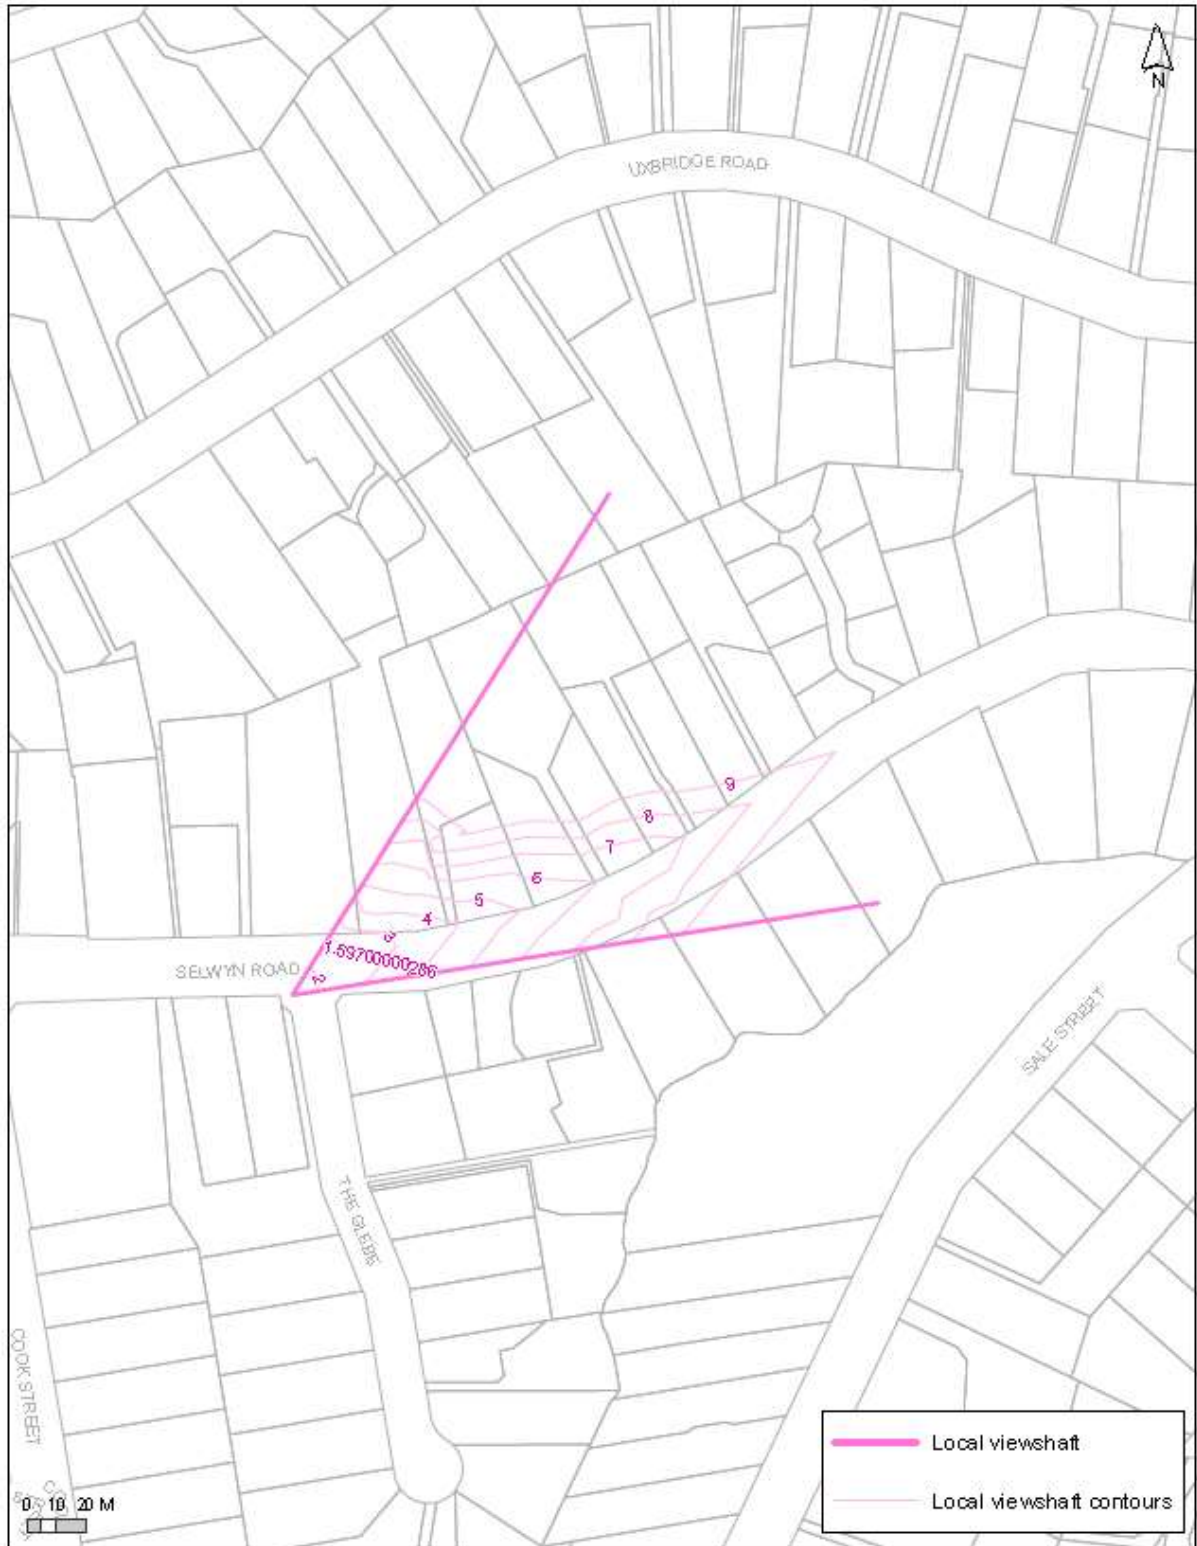 N
UXBRIDGE ROAD
9
8
7
6
5
4
3
1.59700000286
2
SELWYN ROAD
SALE STREET
THE GLEBE
COOK STREET
Local viewshaft
Local viewshaft contours
0 10 20 M